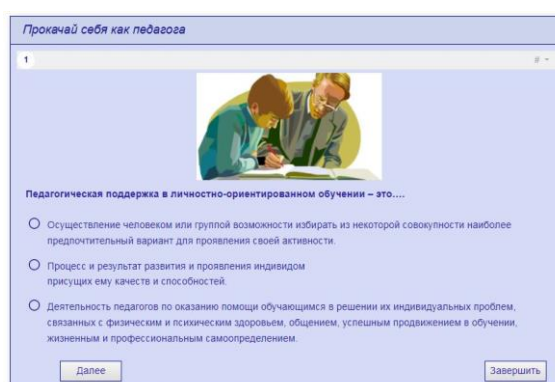 Прокачай себя как педагога
1
# -
Педагогическая поддержка в личностно-ориентированном обучении – это....
Осуществление человеком или группой возможности избирать из некоторой совокупности наиболее
предпочтительный вариант для проявления своей активности.
Процесс и результат развития и проявления индивидом
присущих ему качеств и способностей.
Деятельность педагогов по оказанию помощи обучающимся в решении их индивидуальных проблем,
связанных с физическим и психическим здоровьем, общением, успешным продвижением в обучении,
жизненным и профессиональным самоопределением.
Далее
Завершить